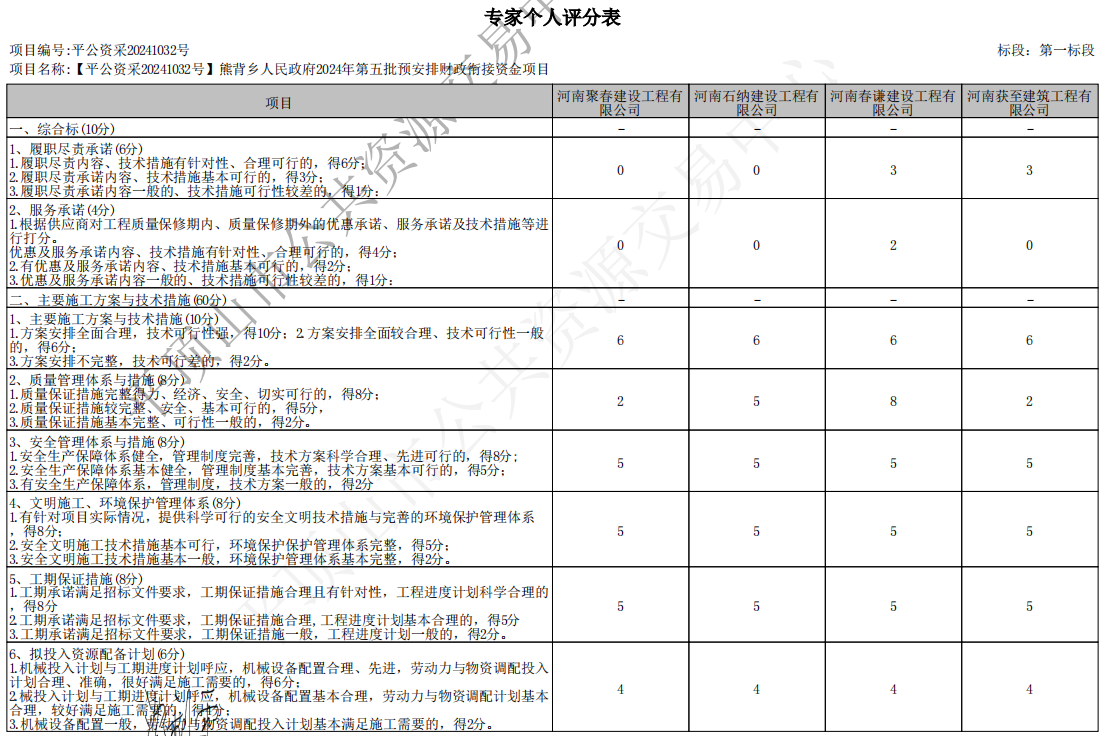 专家个人评分表
项目编号:平公资采20241032号
标段：第一标段
项目名称:【平公资采20241032号】熊背乡人民政府2024年第五批预安排财政衔接资金项目
项目
河南聚春建设工程有限公司
河南石纳建设工程有限公司
河南春谦建设工程有限公司
河南获至建筑工程有限公司
一、综合标(10分)
— — — —
1、履职尽责承诺(6分)
1.履职尽责内容、技术措施有针对性、合理可行的，得6分；
2.履职尽责承诺内容、技术措施基本可行的，得3分；
3.履职尽责承诺内容一般的、技术措施可行性较差的，得1分；
0 0 3 3
2、服务承诺(4分)
1.根据供应商对工程质量保修期内、质量保修期外的优惠承诺、服务承诺及技术措施等进
行打分。
优惠及服务承诺内容、技术措施有针对性、合理可行的，得4分；
2.有优惠及服务承诺内容、技术措施基本可行的，得2分；
3.优惠及服务承诺内容一般的、技术措施可行性较差的，得1分；
0 0 2 0
二、主要施工方案与技术措施(60分)
— — — —
1、主要施工方案与技术措施(10分)
1.方案安排全面合理，技术可行性强，得10分；2.方案安排全面较合理、技术可行性一般
的，得6分；
3.方案安排不完整，技术可行差的，得2分。
6 6 6 6
2、质量管理体系与措施(8分)
1.质量保证措施完整得力、经济、安全、切实可行的，得8分；
2.质量保证措施较完整、安全、基本可行的，得5分，
3.质量保证措施基本完整、可行性一般的，得2分。
2 5 8 2
3、安全管理体系与措施(8分)
1.安全生产保障体系健全，管理制度完善，技术方案科学合理、先进可行的，得8分;
2.安全生产保障体系基本健全，管理制度基本完善，技术方案基本可行的，得5分；
3.有安全生产保障体系，管理制度，技术方案一般的，得2分
5 5 5 5
4、文明施工、环境保护管理体系(8分)
1.有针对项目实际情况，提供科学可行的安全文明技术措施与完善的环境保护管理体系
，得8分；
2.安全文明施工技术措施基本可行，环境保护保护管理体系完整，得5分；
3.安全文明施工技术措施基本一般，环境保护管理体系基本完整，得2分。
5 5 5 5
5、工期保证措施(8分)
1.工期承诺满足招标文件要求，工期保证措施合理且有针对性，工程进度计划科学合理的
，得8分
2.工期承诺满足招标文件要求，工期保证措施合理,工程进度计划基本合理的，得5分
3.工期承诺满足招标文件要求，工期保证措施一般，工程进度计划一般的，得2分。
5 5 5 5
6、拟投入资源配备计划(6分)
1.机械投入计划与工期进度计划呼应，机械设备配置合理、先进，劳动力与物资调配投入
计划合理、准确，很好满足施工需要的，得6分；
2.械投入计划与工期进度计划呼应，机械设备配置基本合理，劳动力与物资调配计划基本
合理，较好满足施工需要的，得4分；
3.机械设备配置一般，劳动力与物资调配投入计划基本满足施工需要的，得2分。
4 4 4 4
平顶山市公共资源交易中心
平顶山市公共资源交易中心